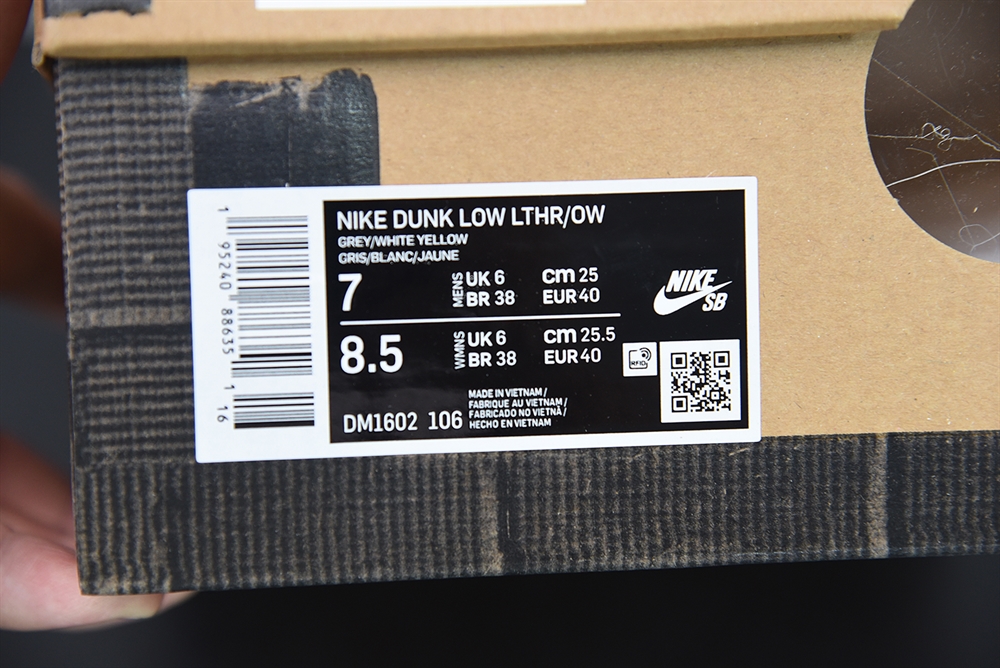 NIKE DUNK LOW LTHR/OW
GREY/WHITE YELLOW
GRIS/BLANC/JAUNE
7 MENS UK 6 cm 25
BR 38 EUR 40
8.5 WMNS UK 6 cm 25.5
BR 38 EUR 40
NIKE
SB
RFID
DM1602 106
MADE IN VIETNAM /
FABRIQUE AU VIETNAM /
FABRICADO NO VIETNÃ /
HECHO EN VIETNAM
1 95240 88635 1 16